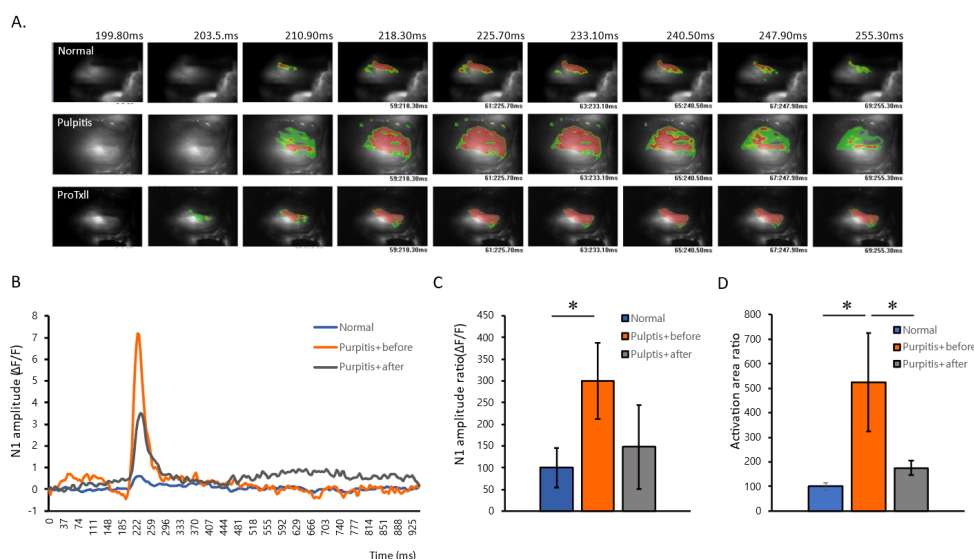 A.
199.80ms 203.5.ms 210.90ms 218.30ms 225.70ms 233.10ms 240.50ms 247.90ms 255.30ms
Normal
59:218.30ms 61:225.70ms 63:233.10ms 65:240.50ms 67:247.90ms 69:255.30ms
Pulpitis
59:218.30ms 61:225.70ms 63:233.10ms 65:240.50ms 67:247.90ms 69:255.30ms
ProTxII
59:218.30ms 61:225.70ms 63:233.10ms 65:240.50ms 67:247.90ms 69:255.30ms
B
N1 amplitude (ΔF/F)
8
7
6
5
4
3
2
1
0
-1
Normal
Purpitis+before
Purpitis+after
0 37 74 111 148 185 222 259 296 333 370 407 444 481 518 555 592 629 666 703 740 777 814 851 888 925
Time (ms)
C
N1 amplitude ratio(ΔF/F)
450
400
350
300
250
200
150
100
50
0
*
Normal
Pulptis+before
Pulptis+after
D
Activation area ratio
800
700
600
500
400
300
200
100
0
* *
Normal
Purpitis+before
Purpitis+after